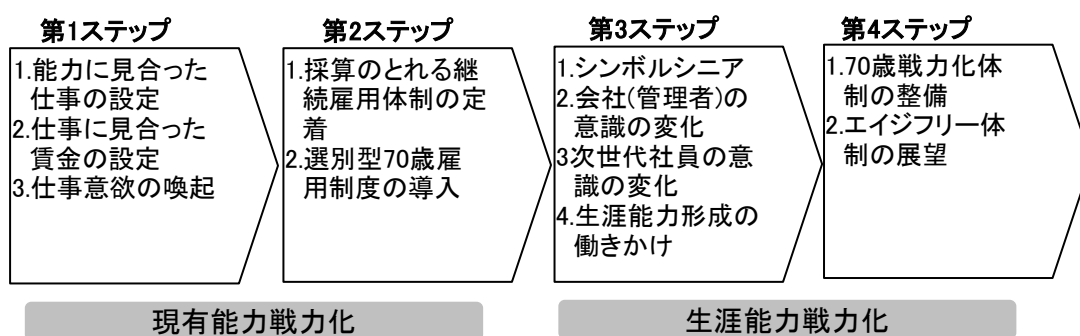 第1ステップ
1.能力に見合った
仕事の設定
2.仕事に見合った
賃金の設定
3.仕事意欲の喚起
第2ステップ
1.採算のとれる継
続雇用体制の定
着
2.選別型70歳雇
用制度の導入
第3ステップ
1.シンボルシニア
2.会社(管理者)の
意識の変化
3次世代社員の意
識の変化
4.生涯能力形成の
働きかけ
第4ステップ
1.70歳戦力化体
制の整備
2.エイジフリー体
制の展望
現有能力戦力化
生涯能力戦力化